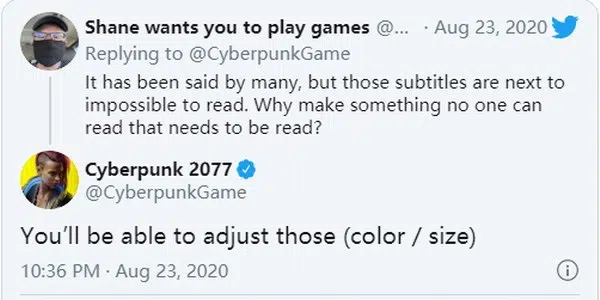 Shane wants you to play games @... · Aug 23, 2020
Replying to @CyberpunkGame
It has been said by many, but those subtitles are next to
impossible to read. Why make something no one can
read that needs to be read?
Cyberpunk 2077
@CyberpunkGame
You’ll be able to adjust those (color / size)
10:36 PM · Aug 23, 2020